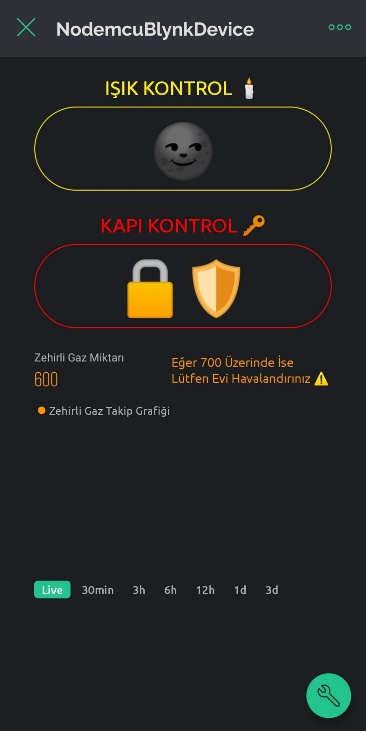 NodemcuBlynkDevice
IŞIK KONTROL 🕯️
KAPI KONTROL 🔑
Zehirli Gaz Miktarı
600
Eğer 700 Üzerinde İse
Lütfen Evi Havalandırınız ⚠️
Zehirli Gaz Takip Grafiği
Live 30min 3h 6h 12h 1d 3d